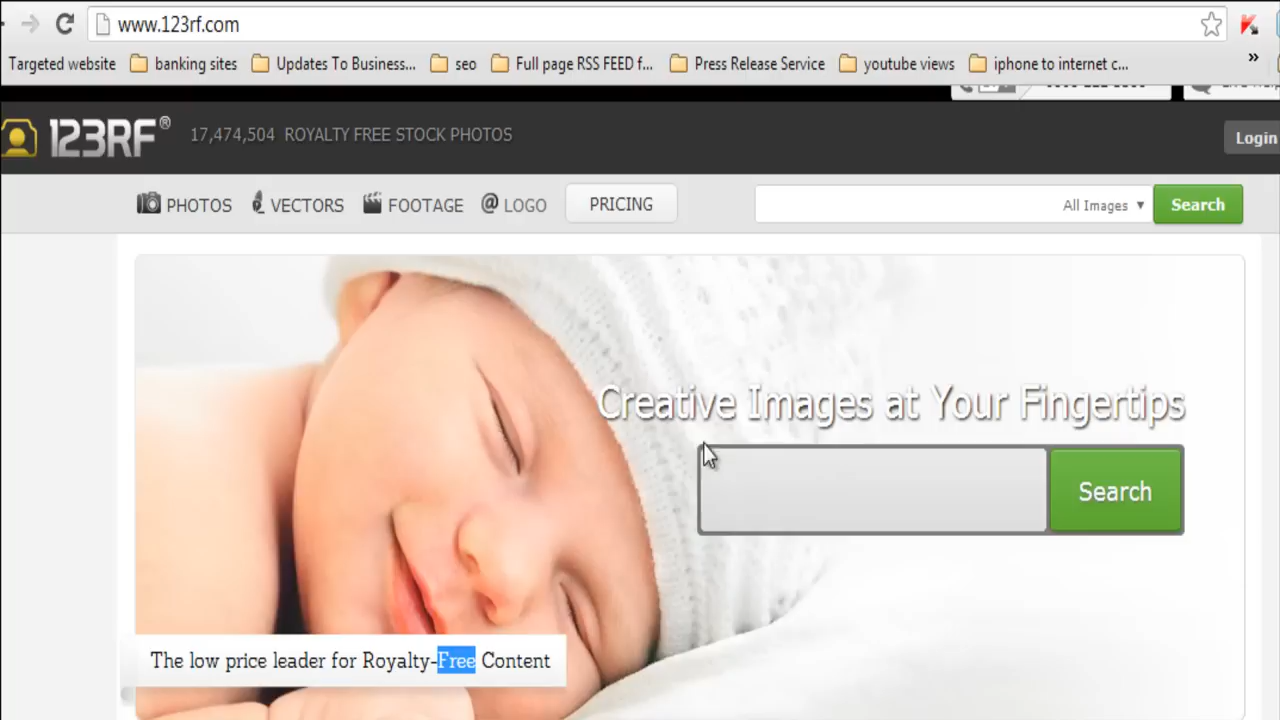 www.123rf.com
Targeted website banking sites Updates To Business... seo Full page RSS FEED f... Press Release Service youtube views iphone to internet c... »
123RF® 17,474,504 ROYALTY FREE STOCK PHOTOS Login
PHOTOS VECTORS FOOTAGE @ LOGO PRICING All Images ▼ Search
Creative Images at Your Fingertips
Search
The low price leader for Royalty-Free Content